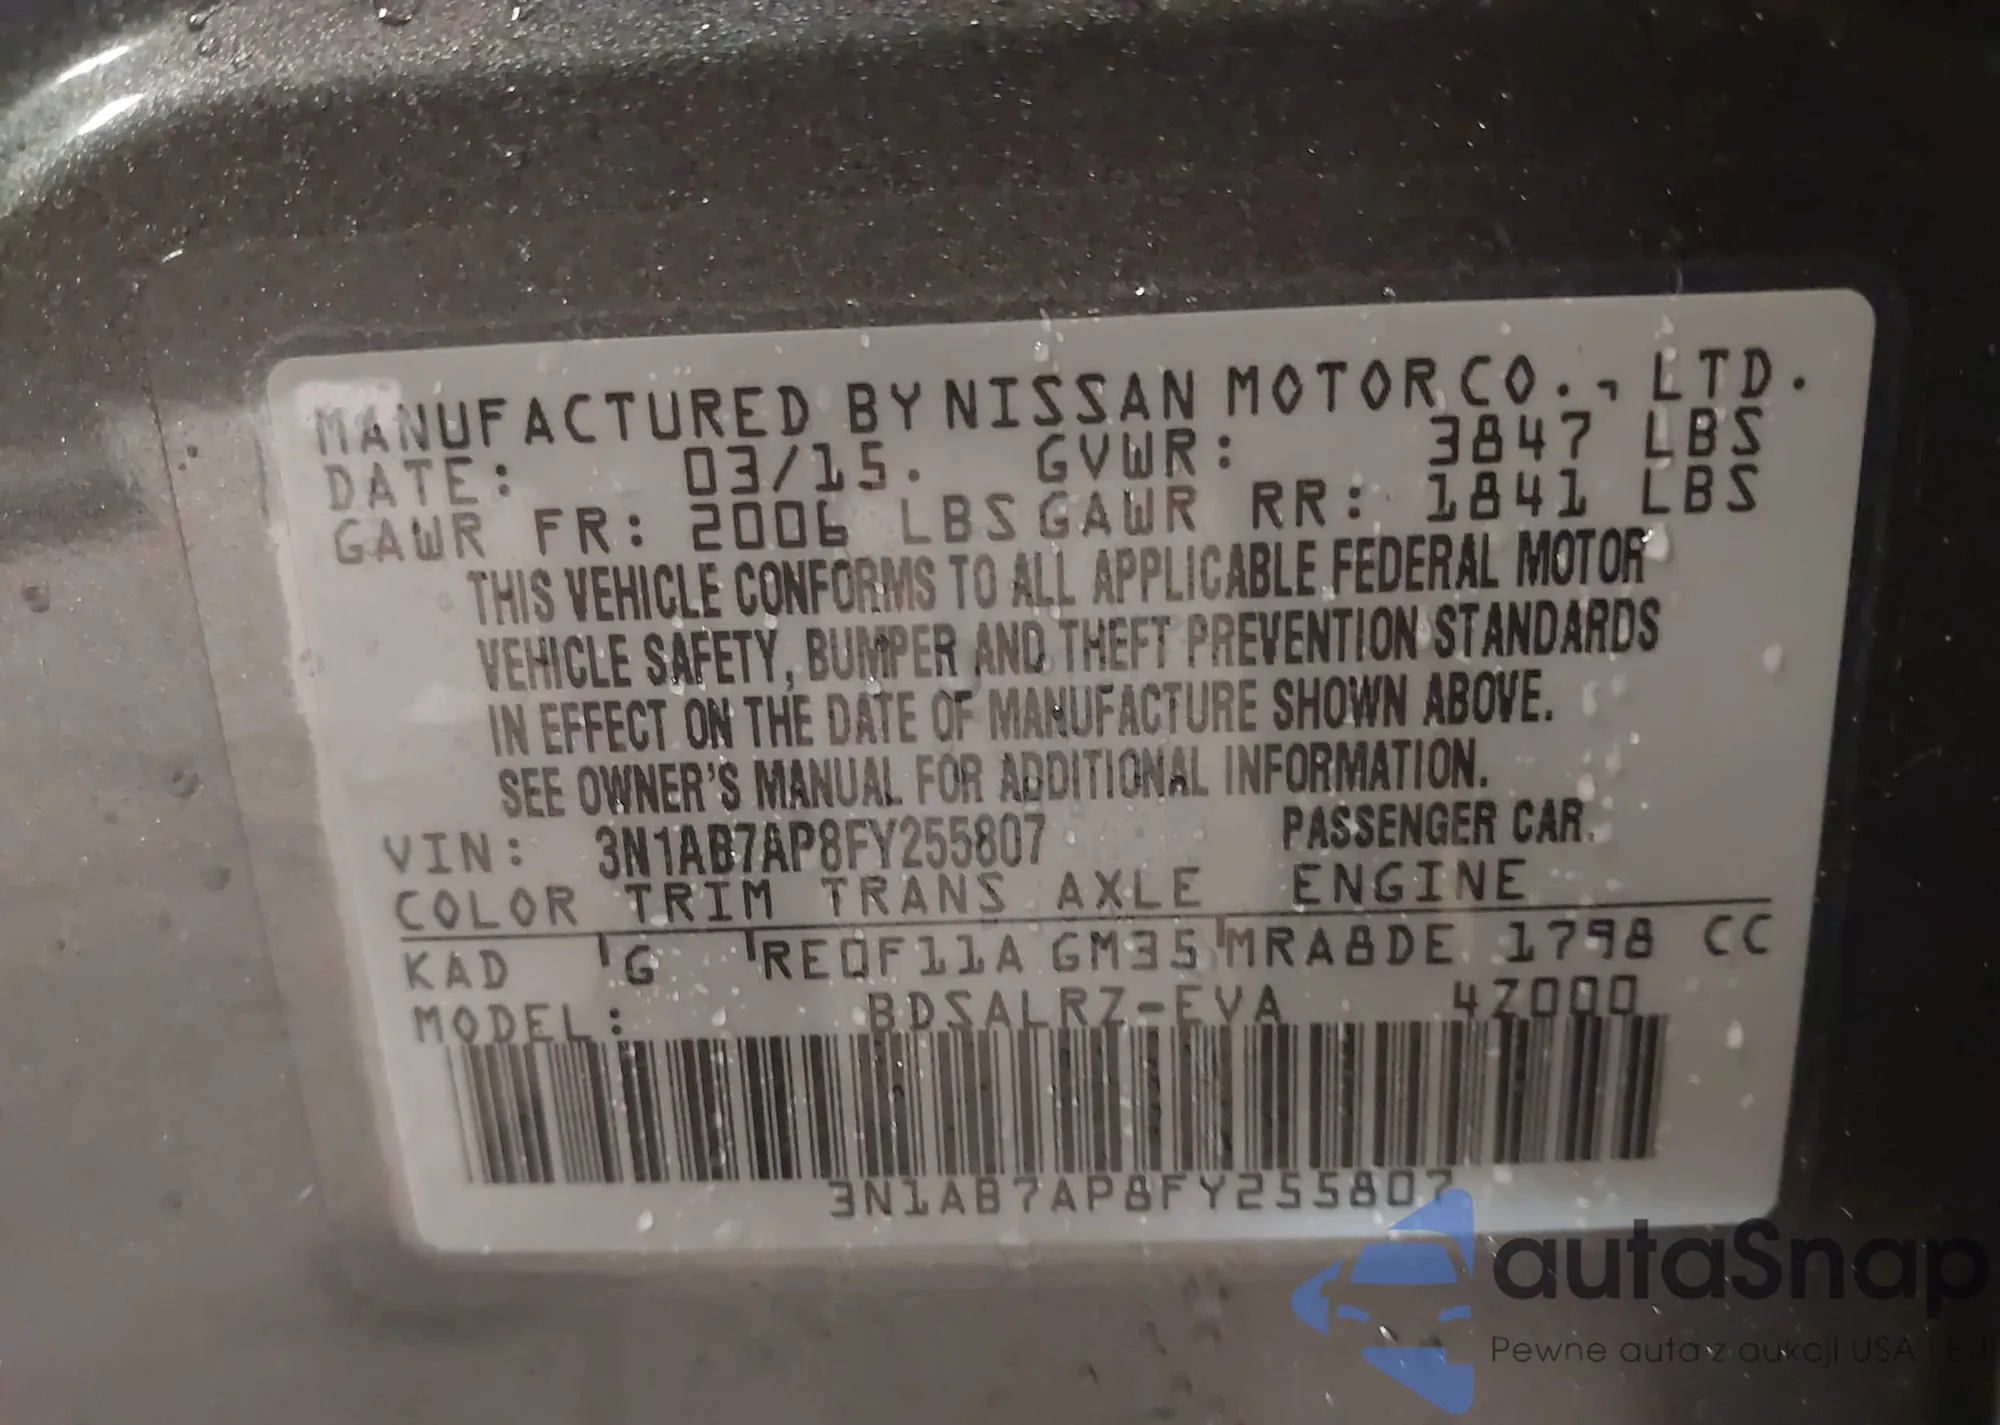 MANUFACTURED BY NISSAN MOTOR CO., LTD.
DATE: 03/15. GVWR: 3847 LBS
GAWR FR: 2006 LBS GAWR RR: 1841 LBS
THIS VEHICLE CONFORMS TO ALL APPLICABLE FEDERAL MOTOR
VEHICLE SAFETY, BUMPER AND THEFT PREVENTION STANDARDS
IN EFFECT ON THE DATE OF MANUFACTURE SHOWN ABOVE.
SEE OWNER'S MANUAL FOR ADDITIONAL INFORMATION.
VIN: 3N1AB7AP8FY255807 PASSENGER CAR.
COLOR TRIM TRANS AXLE ENGINE
KAD G RE0F11A GM35 MRA8DE 1798 CC
MODEL: BDSALRZ-EVA 4Z000
3N1AB7AP8FY255807
autaSnap
Pewne auta z aukcji USA i EJ